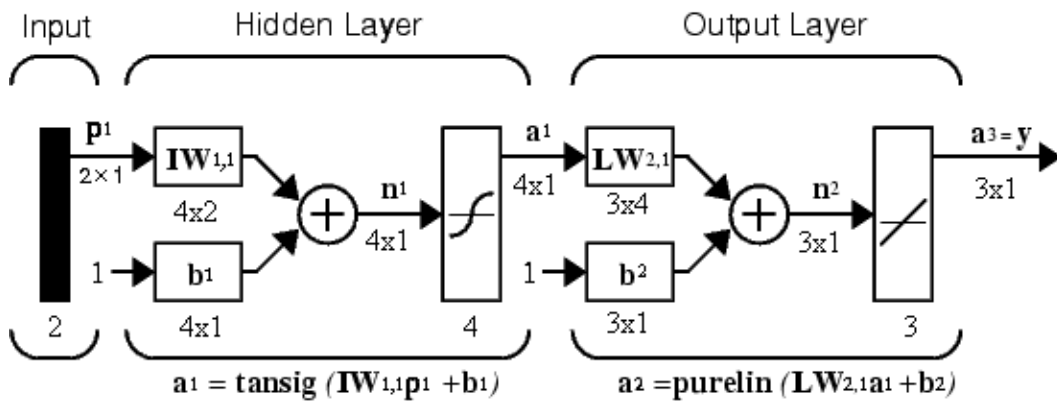 Input Hidden Layer Output Layer
p¹ a¹ a3 = y
IW1,1 LW2,1
2×1 n¹ 4x1 n² 3x1
4x2 4x1 3x4 3x1
1 b¹ 1 b²
2 4x1 4 3x1 3
a1 = tansig (IW1,1p1 +b1) a2 =purelin (LW2,1a1 +b2)